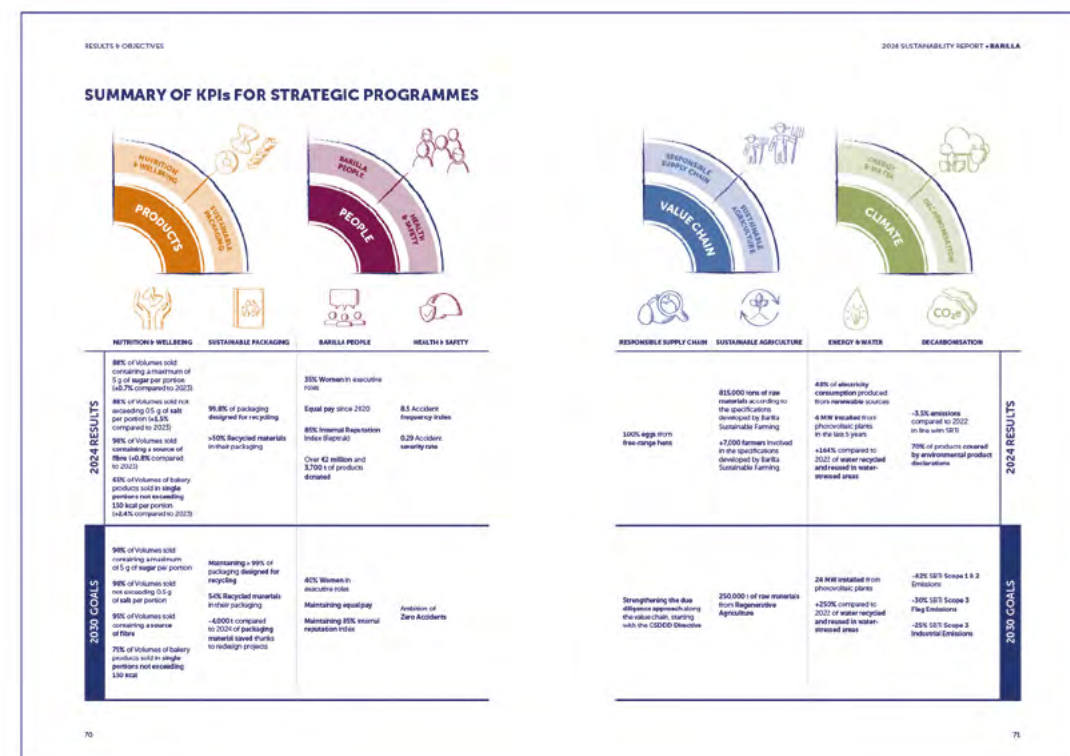 RESULTS & OBJECTIVES
2024 SUSTAINABILITY REPORT • BARILLA
SUMMARY OF KPIs FOR STRATEGIC PROGRAMMES
NUTRITION
& WELLBEING
SUSTAINABLE
PACKAGING
PRODUCTS
BARILLA
PEOPLE
HEALTH
& SAFETY
PEOPLE
RESPONSIBLE
SUPPLY CHAIN
SUSTAINABLE
AGRICULTURE
VALUE CHAIN
ENERGY
& WATER
DECARBONISATION
CLIMATE
CO₂e
NUTRITION & WELLBEING
SUSTAINABLE PACKAGING
BARILLA PEOPLE
HEALTH & SAFETY
RESPONSIBLE SUPPLY CHAIN
SUSTAINABLE AGRICULTURE
ENERGY & WATER
DECARBONISATION
2024 RESULTS
of Volumes sold
containing a maximum of
5 g of sugar per portion
(+0.7% compared to 2023)
of Volumes sold not
exceeding 0.5 g of salt
per portion (+1.5%
compared to 2023)
of Volumes sold
containing a source of
fibre (+0.8% compared
to 2023)
of Volumes of bakery
products sold in single
portions not exceeding
150 kcal per portion
(+2.4% compared to 2023)
99.8% of packaging
designed for recycling
>50% Recycled materials
in their packaging
35% Women in executive
roles
Equal pay since 2020
85% Internal Reputation
Index (Reptrak)
Over €2 million and
3,700 t of products
donated
8.5 Accident
frequency index
0.29 Accident
severity rate
100% eggs from
free-range hens
815,000 tons of raw
materials according to
the specifications
developed by Barilla
Sustainable Farming
+7,000 farmers involved
in the specifications
developed by Barilla
Sustainable Farming
of electricity
consumption produced
from renewable sources
4 MW installed from
photovoltaic plants
in the last 5 years
+164% compared to
2022 of water recycled
and reused in water-
stressed areas
-3.5% emissions
compared to 2022
in line with SBTi
70% of products covered
by environmental product
declarations
2024 RESULTS
2030 GOALS
90% of Volumes sold
containing a maximum
of 5 g of sugar per portion
of Volumes sold
not exceeding 0.5 g
of salt per portion
95% of Volumes sold
containing a source
of fibre
75% of Volumes of bakery
products sold in single
portions not exceeding
150 kcal
Maintaining > 99% of
packaging designed for
recycling
54% Recycled materials
in their packaging
-4,000 t compared
to 2024 of packaging
material saved thanks
to redesign projects
40% Women in
executive roles
Maintaining equal pay
Maintaining 85% internal
reputation index
Ambition of
Zero Accidents
Strengthening the due
diligence approach along
the value chain, starting
with the CSDDD Directive
250,000 t of raw materials
from Regenerative
Agriculture
24 MW installed from
photovoltaic plants
+250% compared to
2022 of water recycled
and reused in water-
stressed areas
-42% SBTi Scope 1 & 2
Emissions
-30% SBTi Scope 3
Flag Emissions
-25% SBTi Scope 3
Industrial Emissions
2030 GOALS
70
71